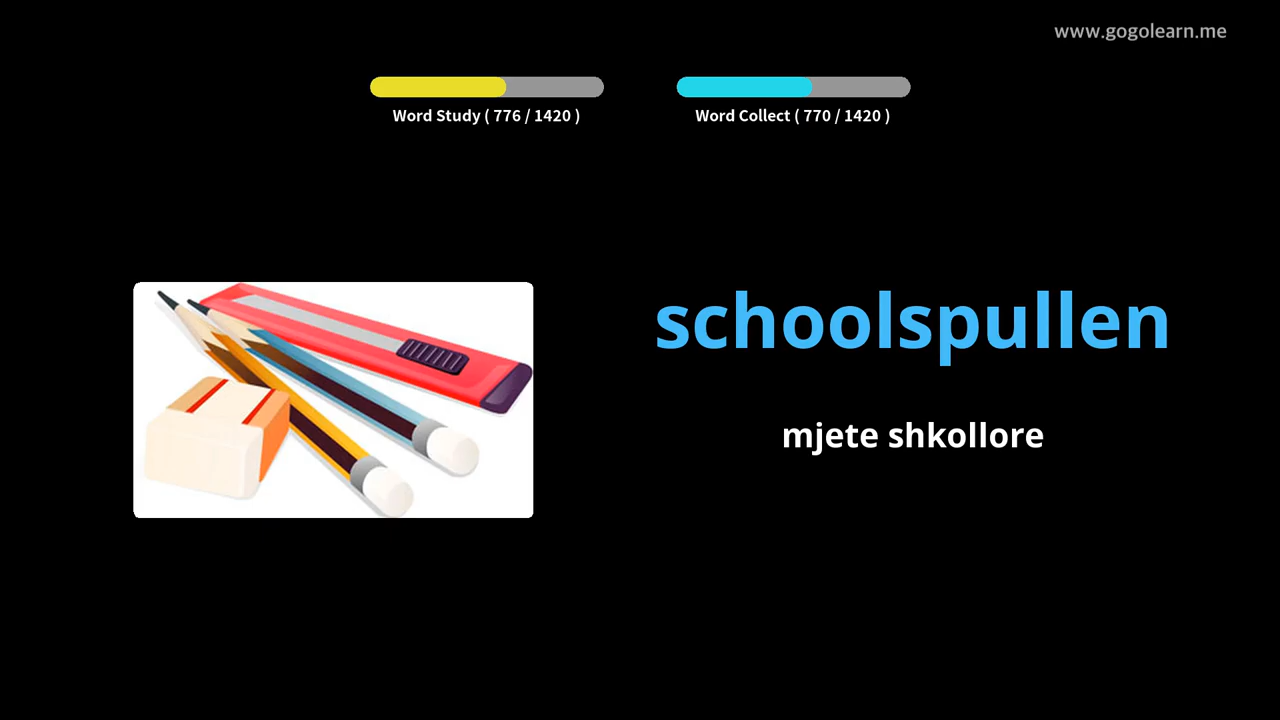 www.gogolearn.me
Word Study ( 776 / 1420 )
Word Collect ( 770 / 1420 )
schoolspullen
mjete shkollore